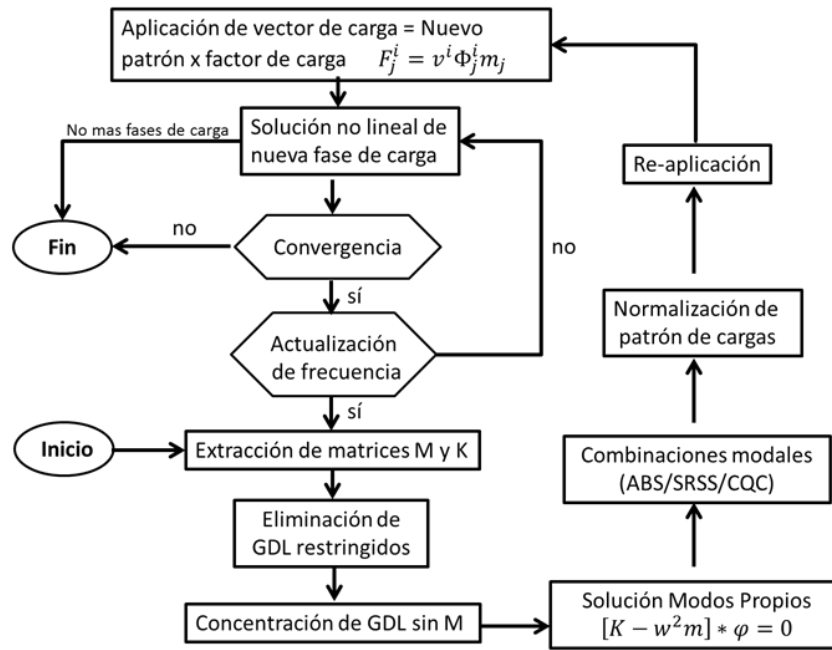 Aplicación de vector de carga = Nuevo
patrón x factor de carga $F_j^i = v^i \Phi_j^i m_j$
No mas fases de carga
Solución no lineal de
nueva fase de carga
Re-aplicación
Fin
no
Convergencia
no
sí
Normalización de
patrón de cargas
Actualización
de frecuencia
sí
Inicio
Extracción de matrices M y K
Combinaciones modales
(ABS/SRSS/CQC)
Eliminación de
GDL restringidos
Concentración de GDL sin M
Solución Modos Propios
$[K - w^2 m] * \varphi = 0$